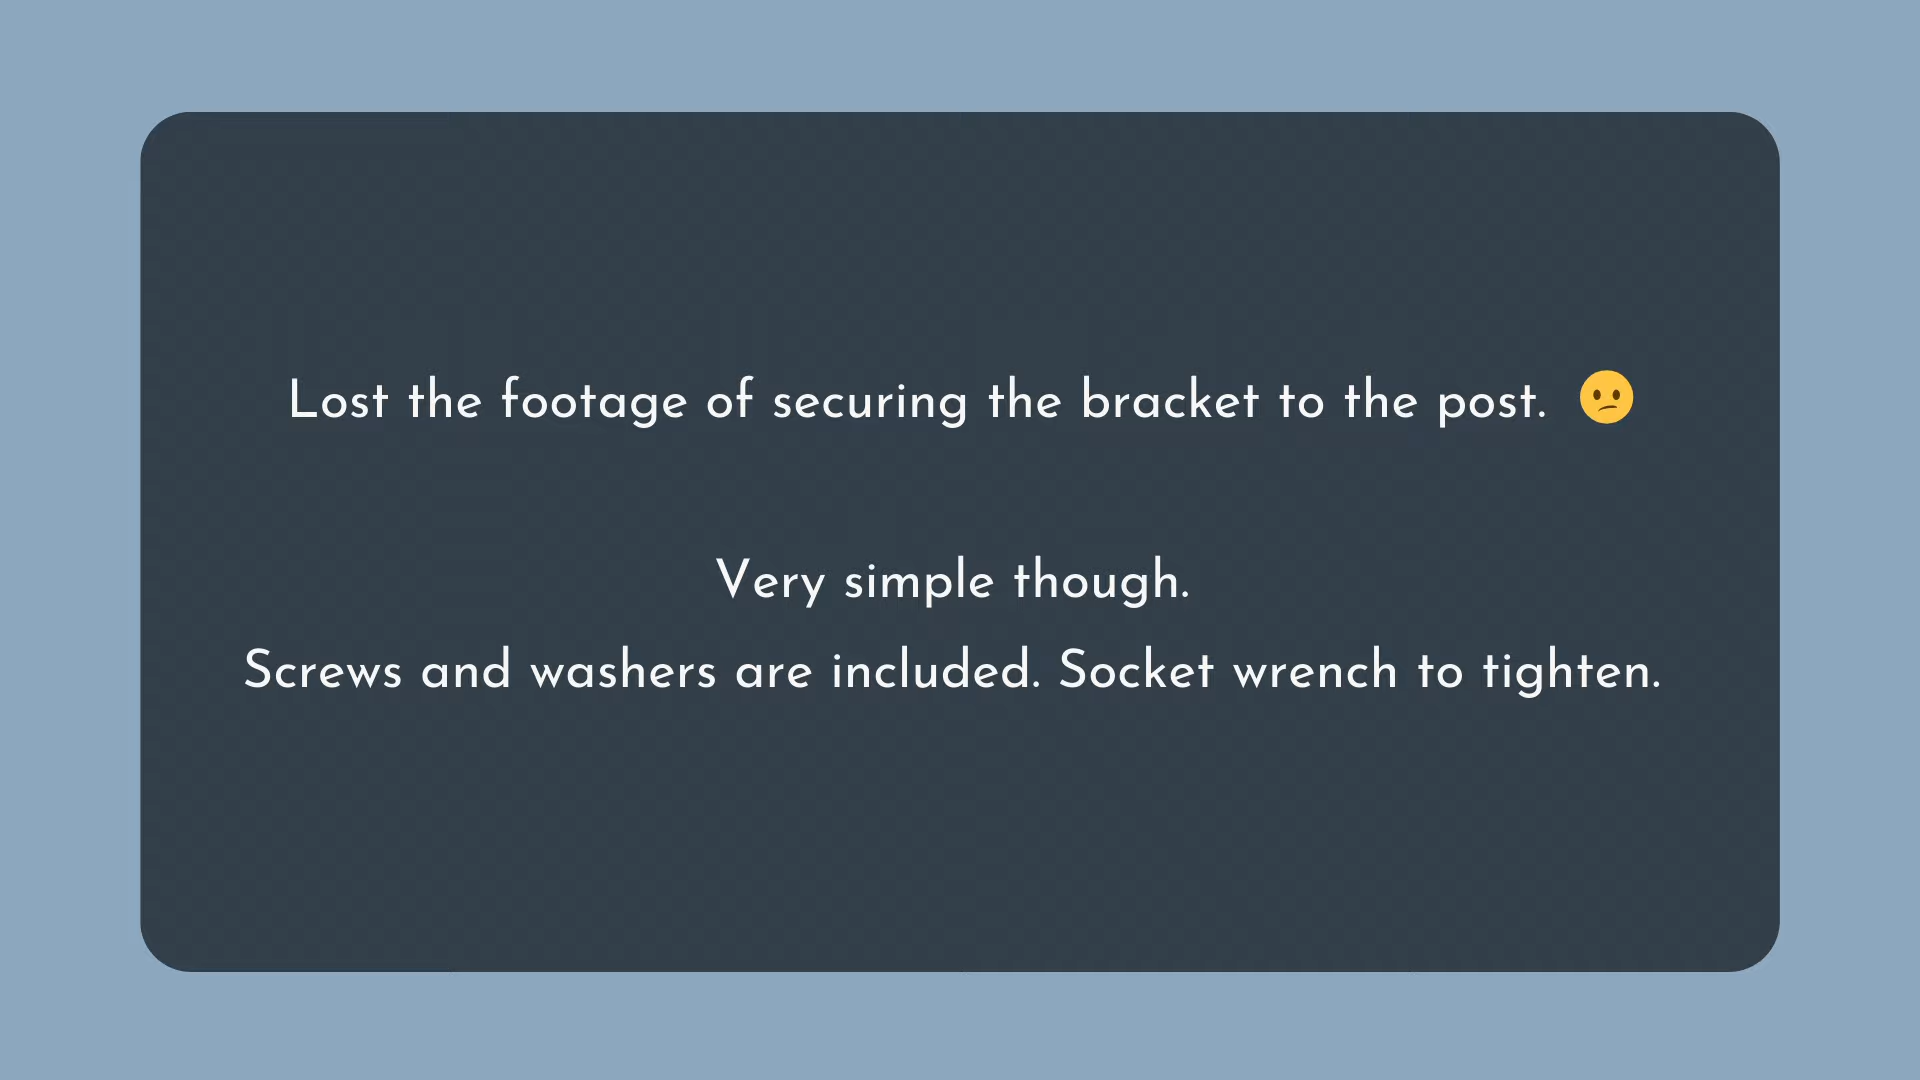 Lost the footage of securing the bracket to the post. 😕
Very simple though.
Screws and washers are included. Socket wrench to tighten.